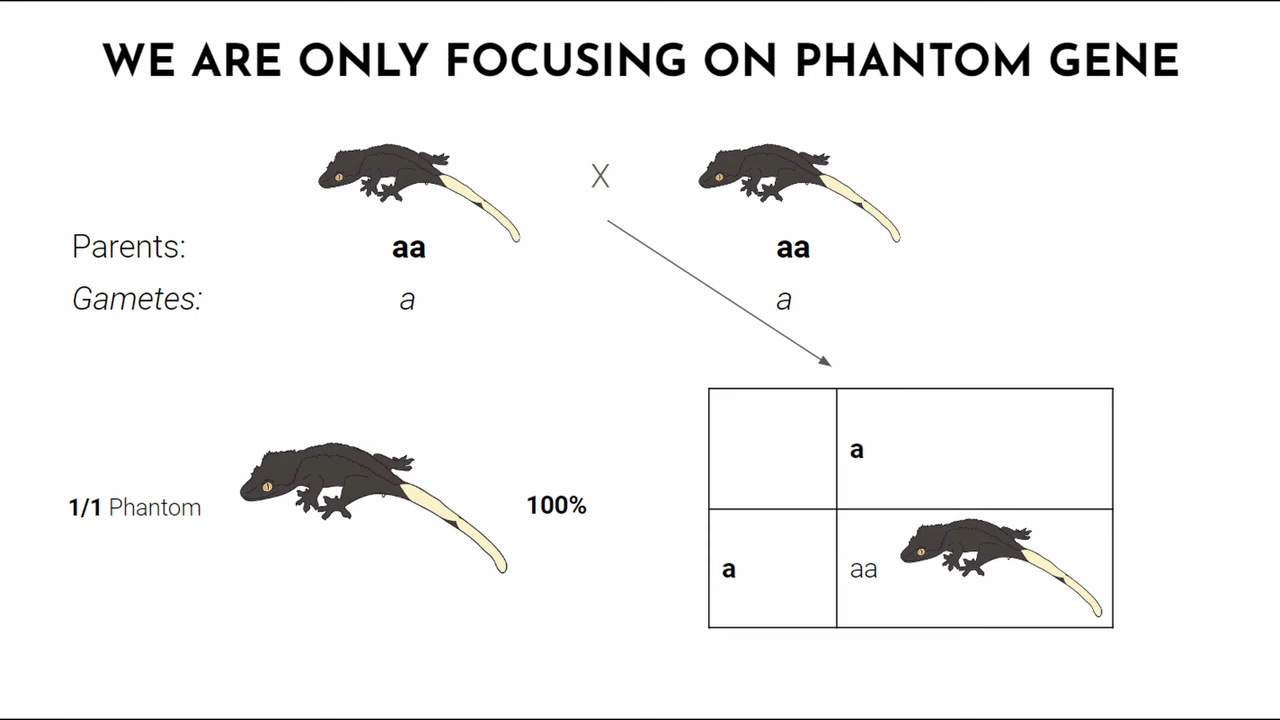 WE ARE ONLY FOCUSING ON PHANTOM GENE
X
Parents: aa aa
Gametes: a a
a
1/1 Phantom 100%
a aa